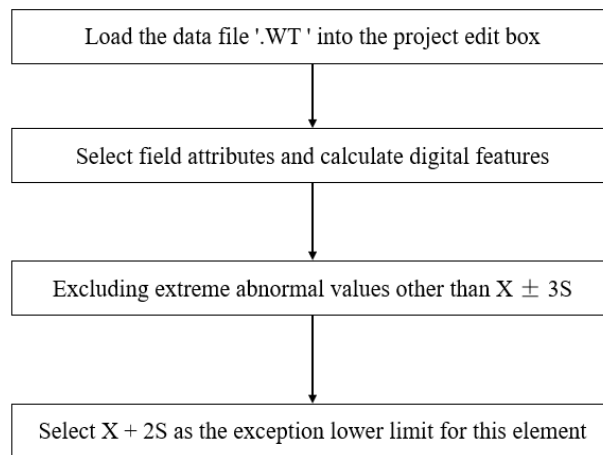 Load the data file '.WT ' into the project edit box
Select field attributes and calculate digital features
Excluding extreme abnormal values other than X ± 3S
Select X + 2S as the exception lower limit for this element